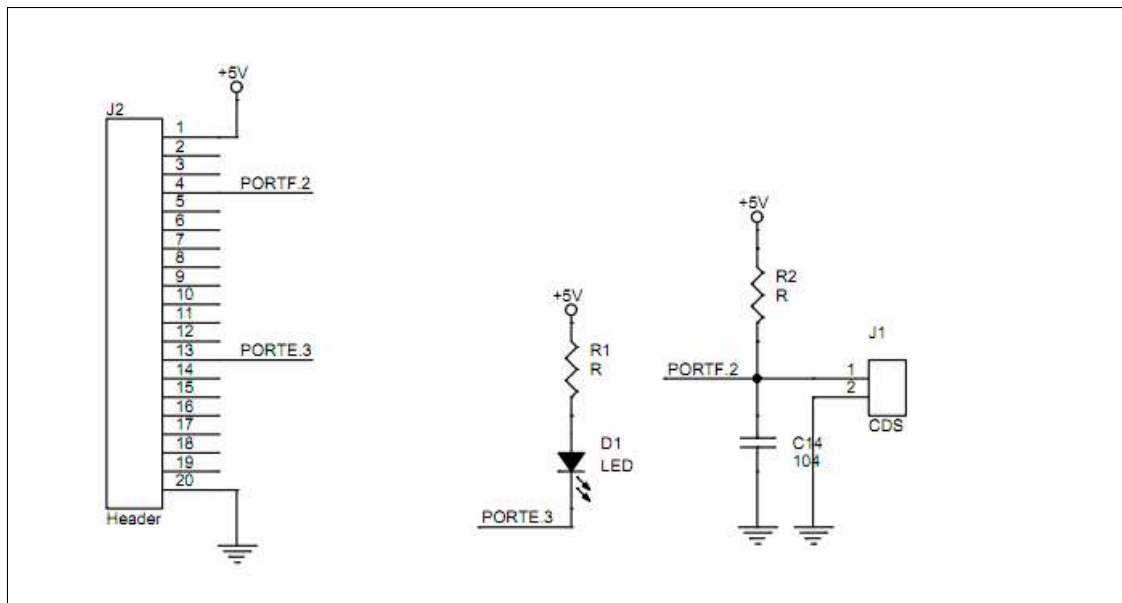 +5V
J2
1
2
3
4
PORTF.2
5
6
7
8
9
10
11
12
13
PORTE.3
14
15
16
17
18
19
20
Header
+5V
R1
R
D1
LED
PORTE.3
+5V
R2
R
J1
PORTF.2
1
2
CDS
C14
104